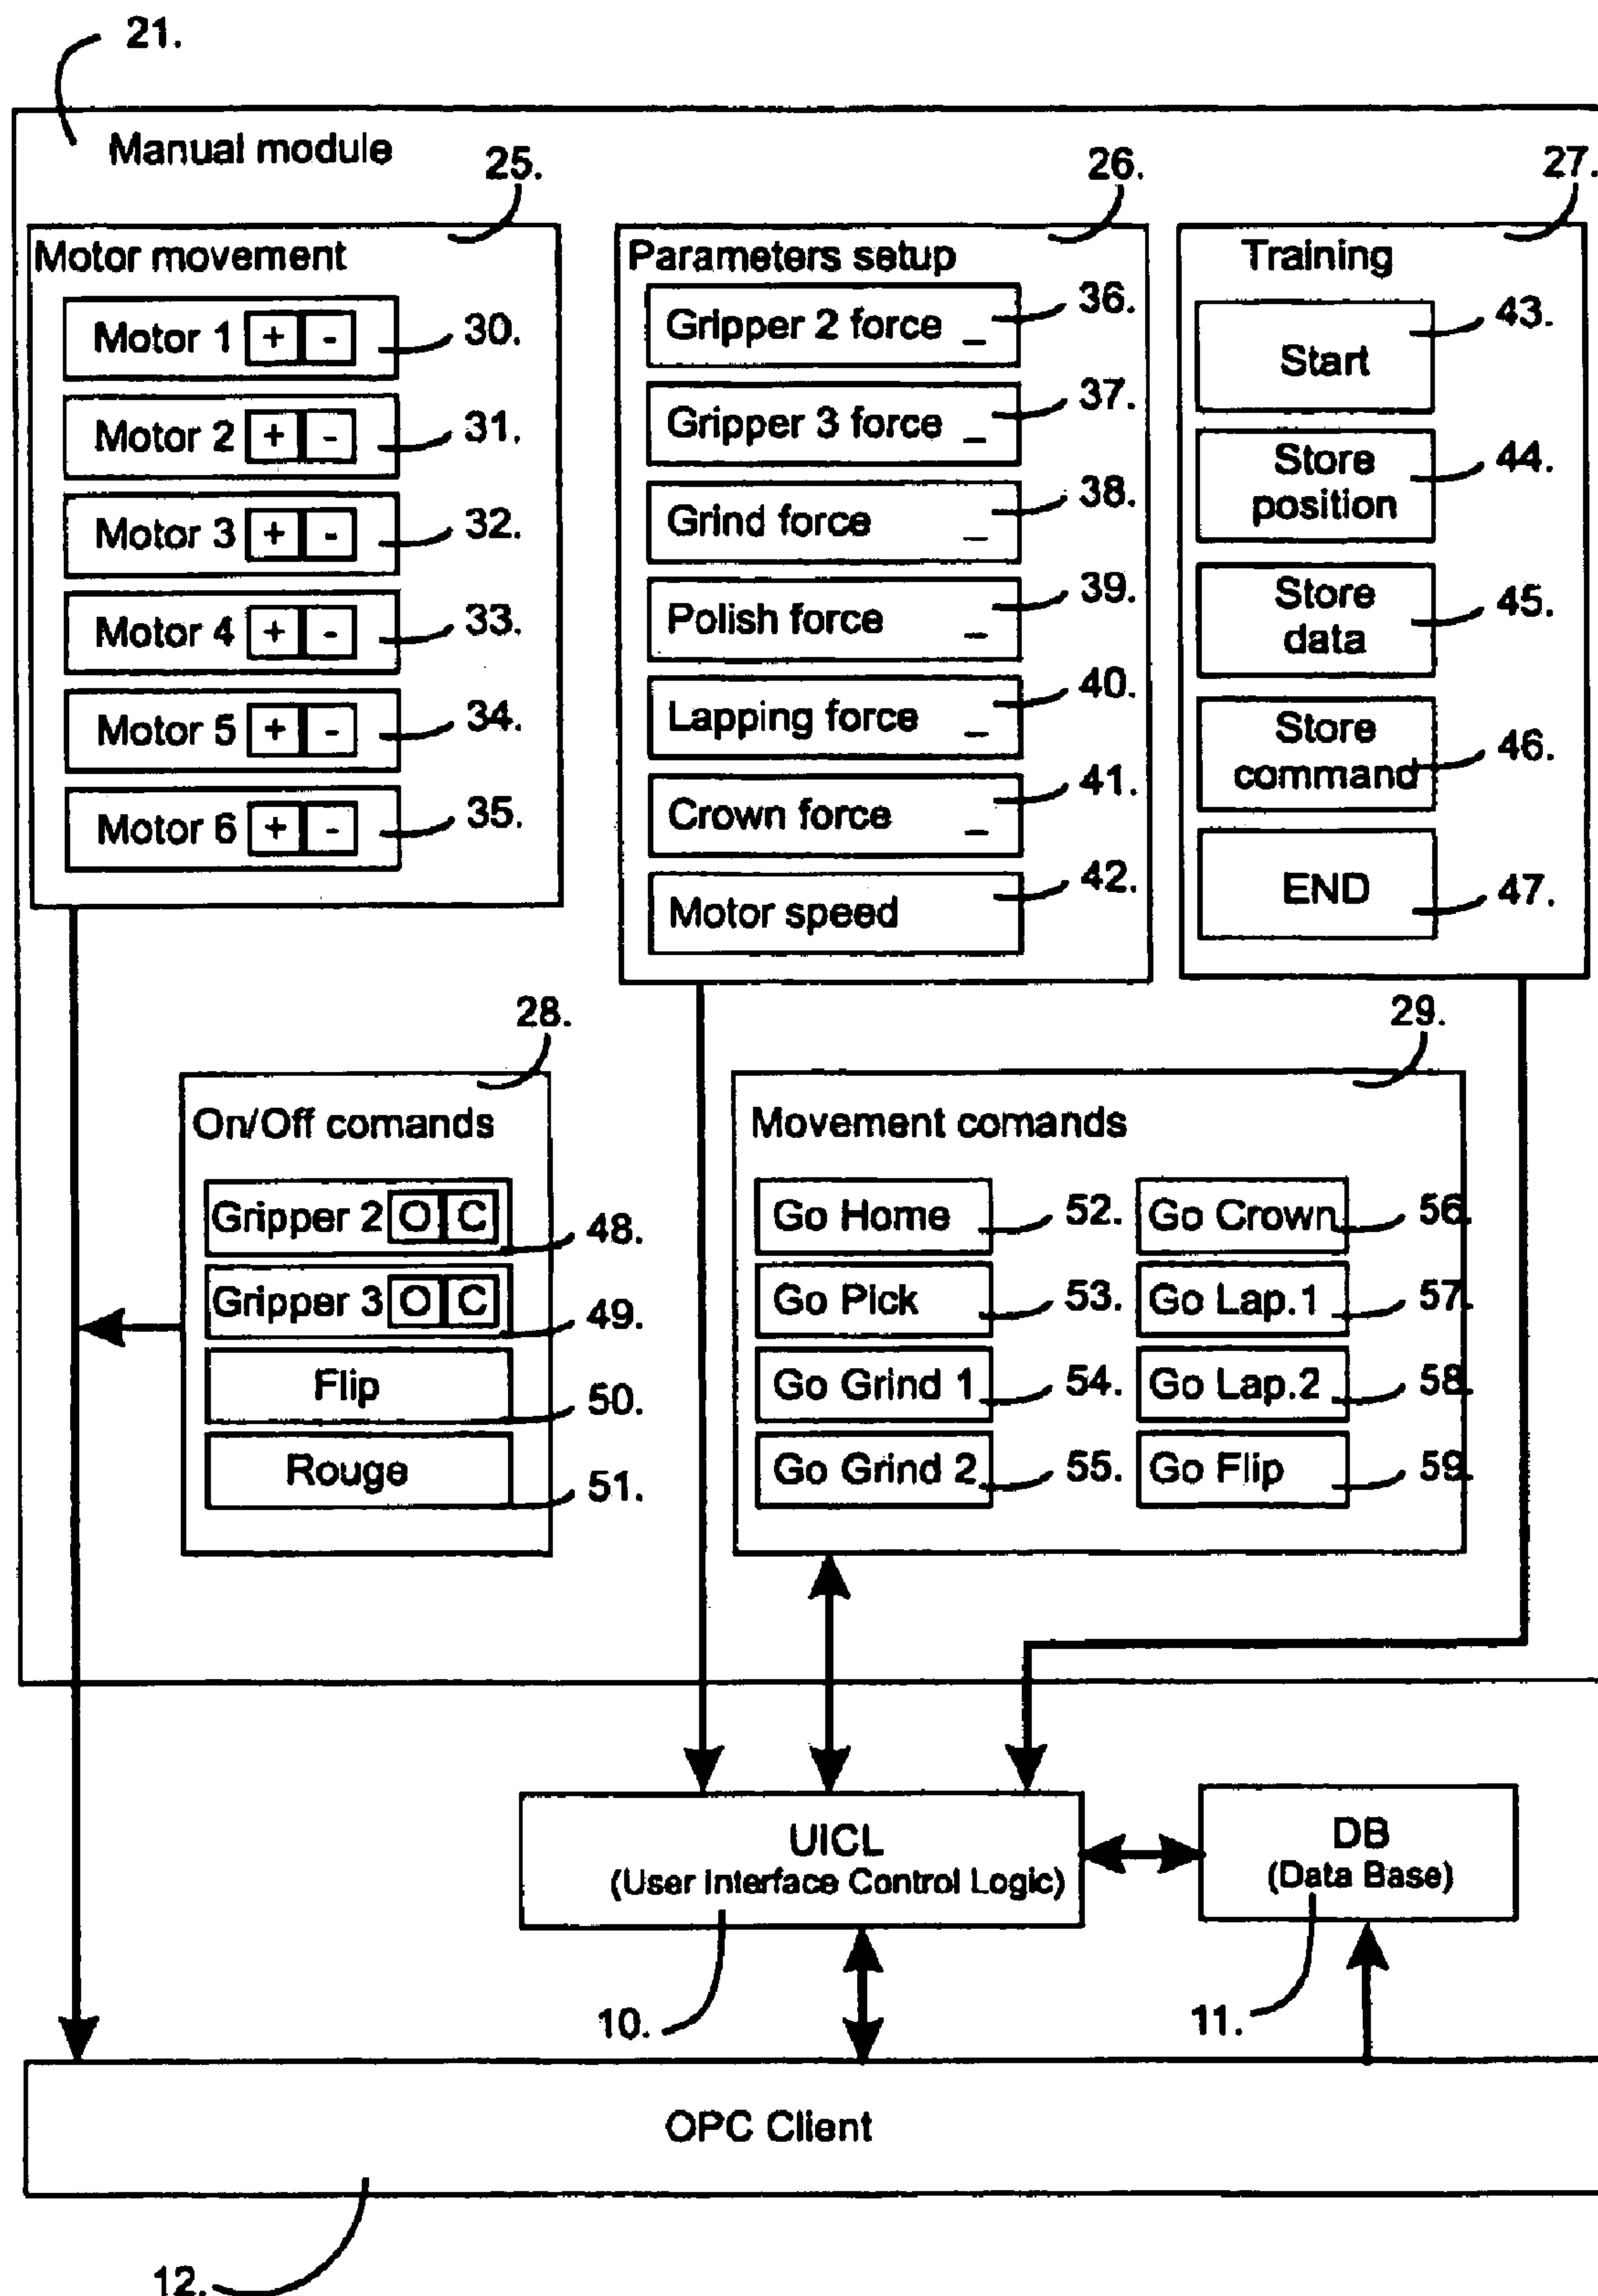 21.
Manual module
25.
26.
27.
Motor movement
Motor 1 + -
30.
Motor 2 + -
31.
Motor 3 + -
32.
Motor 4 + -
33.
Motor 5 + -
34.
Motor 6 + -
35.
Parameters setup
Gripper 2 force _
36.
Gripper 3 force _
37.
Grind force _
38.
Polish force _
39.
Lapping force _
40.
Crown force _
41.
Motor speed
42.
Training
Start
43.
Store
position
44.
Store
data
45.
Store
command
46.
END
47.
28.
On/Off comands
Gripper 2 O C
48.
Gripper 3 O C
49.
Flip
50.
Rouge
51.
29.
Movement comands
Go Home
52.
Go Crown
56.
Go Pick
53.
Go Lap.1
57.
Go Grind 1
54.
Go Lap.2
58.
Go Grind 2
55.
Go Flip
59.
UICL
(User Interface Control Logic)
10.
DB
(Data Base)
11.
OPC Client
12.